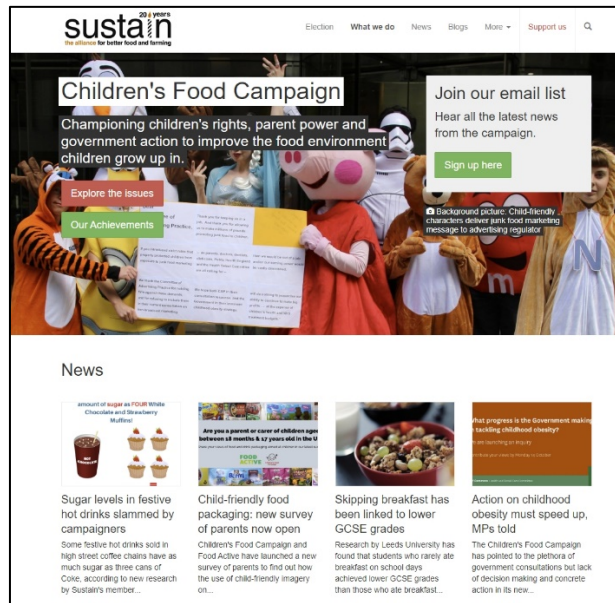 20 years
sustain
the alliance for better food and farming
Election
What we do
News
Blogs
More
Support us
Children's Food Campaign
Championing children's rights, parent power and
government action to improve the food environment
children grow up in.
Explore the issues
Our Achievements
Join our email list
Hear all the latest news
from the campaign.
Sign up here
Background picture. Child-friendly
characters deliver junk food marketing
message to advertising regulator
N
News
amount of sugar as FOUR White
Chocolate and Strawberry
Muffins!
Are you a parent or carer of children aged
between 18 months & 17 years old in the U
FOOD
ACTIVE
What progress is the Government making
n tackling childhood obesity?
are launching an inquiry
Sugar levels in festive
hot drinks slammed by
campaigners
Some festive hot drinks sold in
high street coffee chains have as
much sugar as three cans of
Coke, according to new research
by Sustain's member...
Child-friendly food
packaging: new survey
of parents now open
Children's Food Campaign and
Food Active have launched a new
survey of parents to find out how
the use of child-friendly imagery
on...
Skipping breakfast has
been linked to lower
GCSE grades
Research by Leeds University has
found that students who rarely ate
breakfast on school days
achieved lower GCSE grades
than those who ate breakfast...
Action on childhood
obesity must speed up,
MPs told
The Children's Food Campaign
has pointed to the plethora of
government consultations but lack
of decision making and concrete
action in its new...